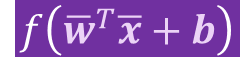 f(w̅ᵀx̅ + b)